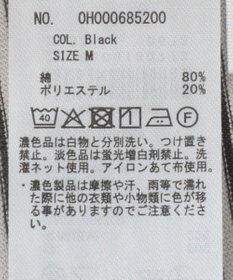 NO. 0H000685200
COL. Black
SIZE M
綿 80%
ポリエステル 20%
40 F
濃色品は白物と分別洗い。つけ置き
禁止。淡色品は蛍光増白剤禁止。洗
濯ネット使用。アイロンあて布使用。
・濃色製品は摩擦や汗、雨等で濡れ
た際に他の衣類や小物類に色が移
る事がありますのでご注意くださ
い。